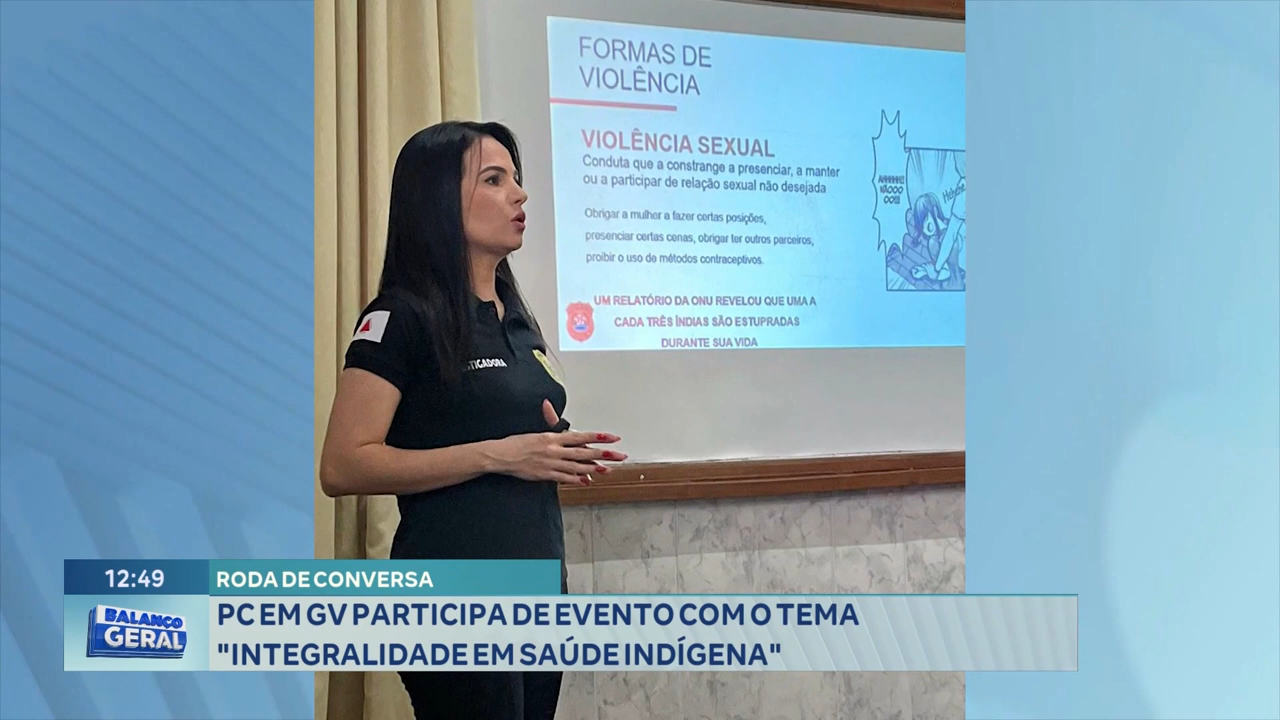 FORMAS DE
VIOLÊNCIA
VIOLÊNCIA SEXUAL
Conduta que a constrange a presenciar, a manter
ou a participar de relação sexual não desejada
Obrigar a mulher a fazer certas posições,
presenciar certas cenas, obrigar ter outros parceiros,
proibir o uso de métodos contraceptivos.
UM RELATÓRIO DA ONU REVELOU QUE UMA A
CADA TRÊS ÍNDIAS SÃO ESTUPRADAS
DURANTE SUA VIDA
12:49
RODA DE CONVERSA
BALANÇO
GERAL
PC EM GV PARTICIPA DE EVENTO COM O TEMA
"INTEGRALIDADE EM SAÚDE INDÍGENA"